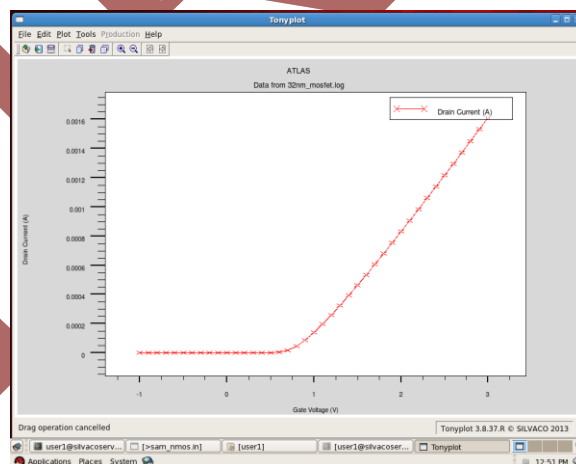 Tonyplot
File Edit Plot Tools Production Help
ATLAS
Data from 32nm_mosfet.log
Drain Current (A)
0.0016
0.0014
0.0012
0.001
0.0008
0.0006
0.0004
0.0002
0
Drain Current (A)
-1 0 1 2 3
Gate Voltage (V)
Drag operation cancelled
Tonyplot 3.8.37.R © SILVACO 2013
user1@silvacoserv... [>sam_nmos.in] [user1] [user1@silvacoser... Tonyplot
Applications Places System 12:51 PM